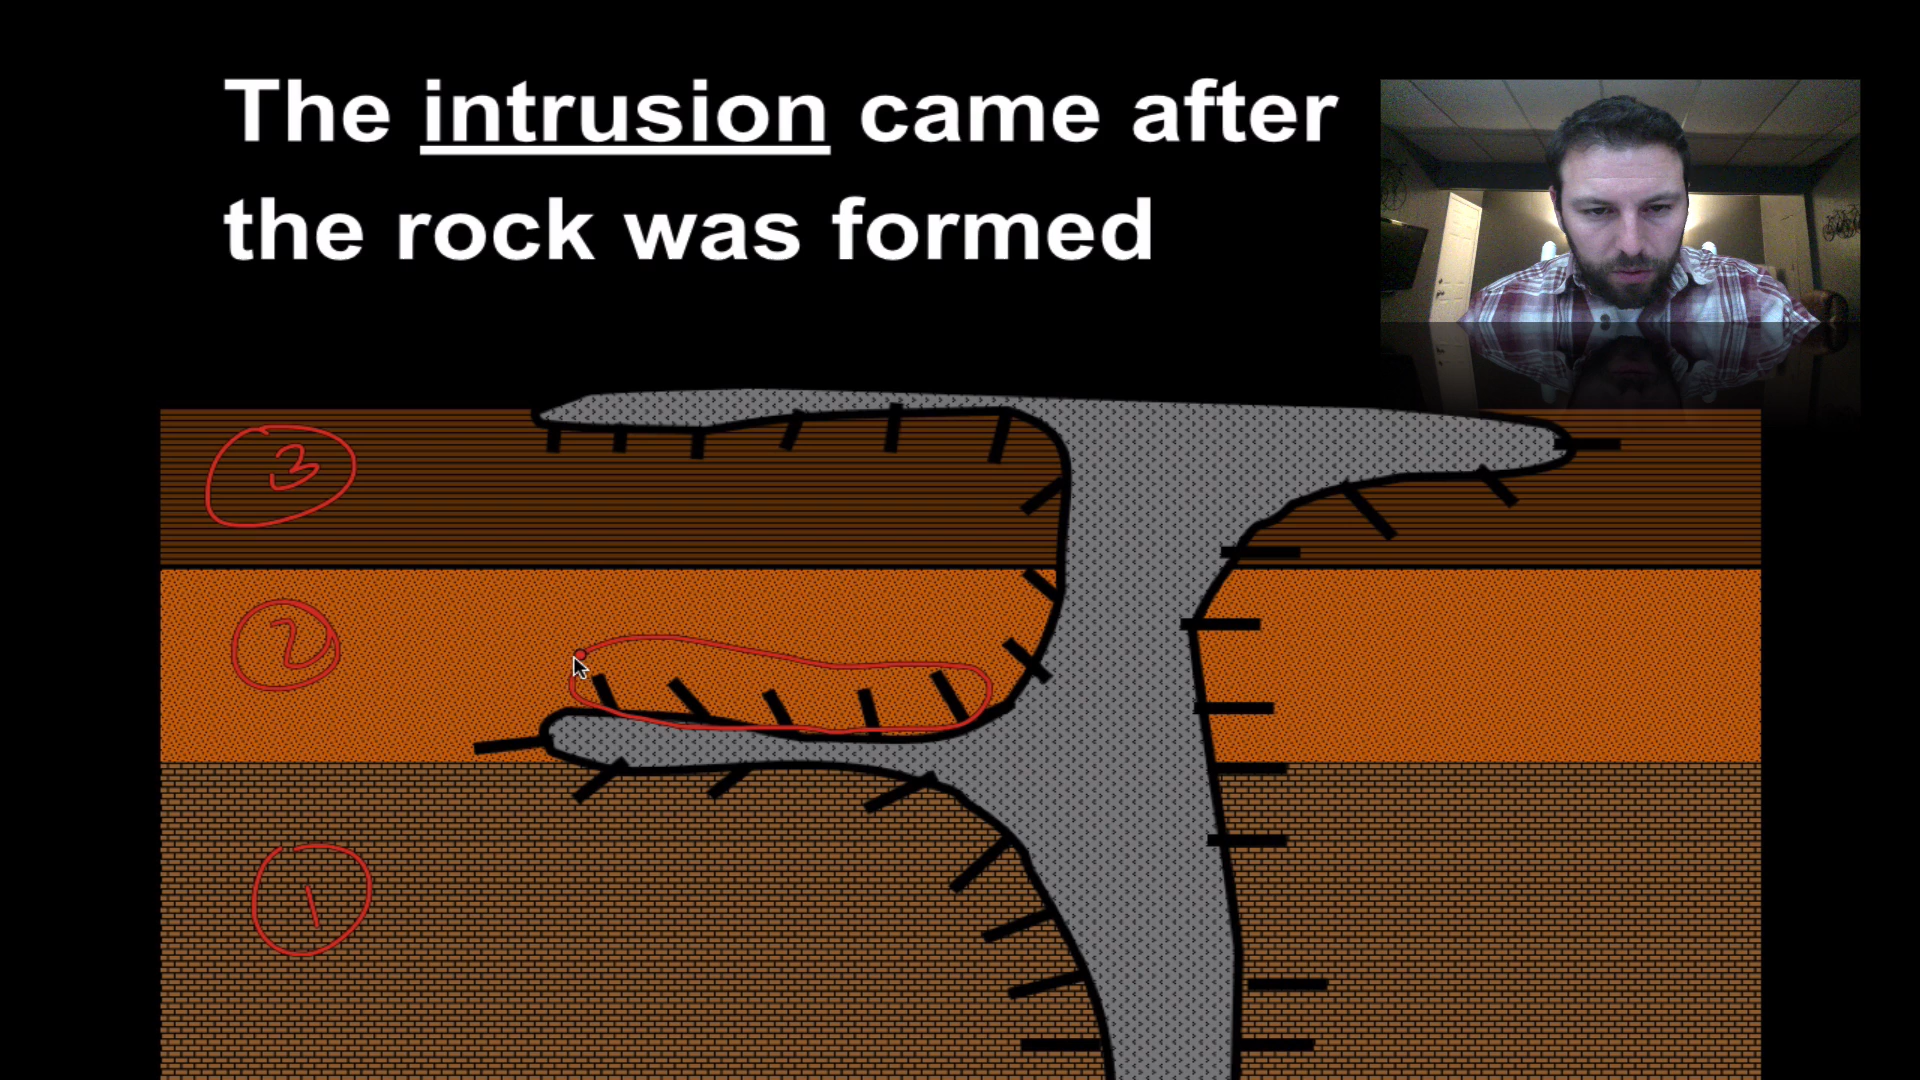 The intrusion came after
the rock was formed
3
2
1